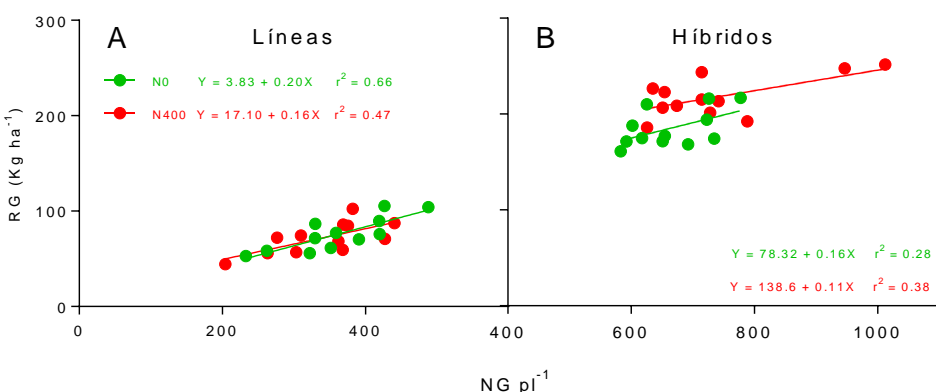 300
A
Líneas
B
Híbridos
N0 Y = 3.83 + 0.20X r² = 0.66
N400 Y = 17.10 + 0.16X r² = 0.47
200
RG (Kg ha⁻¹)
100
Y = 78.32 + 0.16X r² = 0.28
Y = 138.6 + 0.11X r² = 0.38
0
0 200 400 400 600 800 1000
NG pl⁻¹